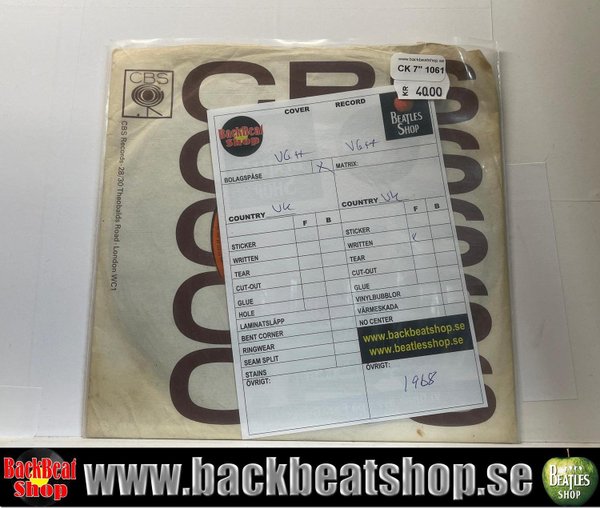 www.backbeatshop.se
CK 7" 1061
KR 40.00
CBS
CBS
CBS Records · 28/30 Theobalds Road · London WC1
COVER RECORD
BackBeat Shop
BEATLES SHOP
VG++ VG++
BOLAGSPÅSE X MATRIX:
COUNTRY UK COUNTRY UK
F B F B
STICKER STICKER
WRITTEN WRITTEN x
TEAR TEAR
CUT-OUT CUT-OUT
GLUE GLUE
HOLE VINYLBUBBLOR
LAMINATSLÄPP VÄRMESKADA
BENT CORNER NO CENTER
RINGWEAR
SEAM SPLIT
STAINS
www.backbeatshop.se
www.beatlesshop.se
ÖVRIGT: ÖVRIGT:
1968
BackBeat Shop www.backbeatshop.se BEATLES SHOP